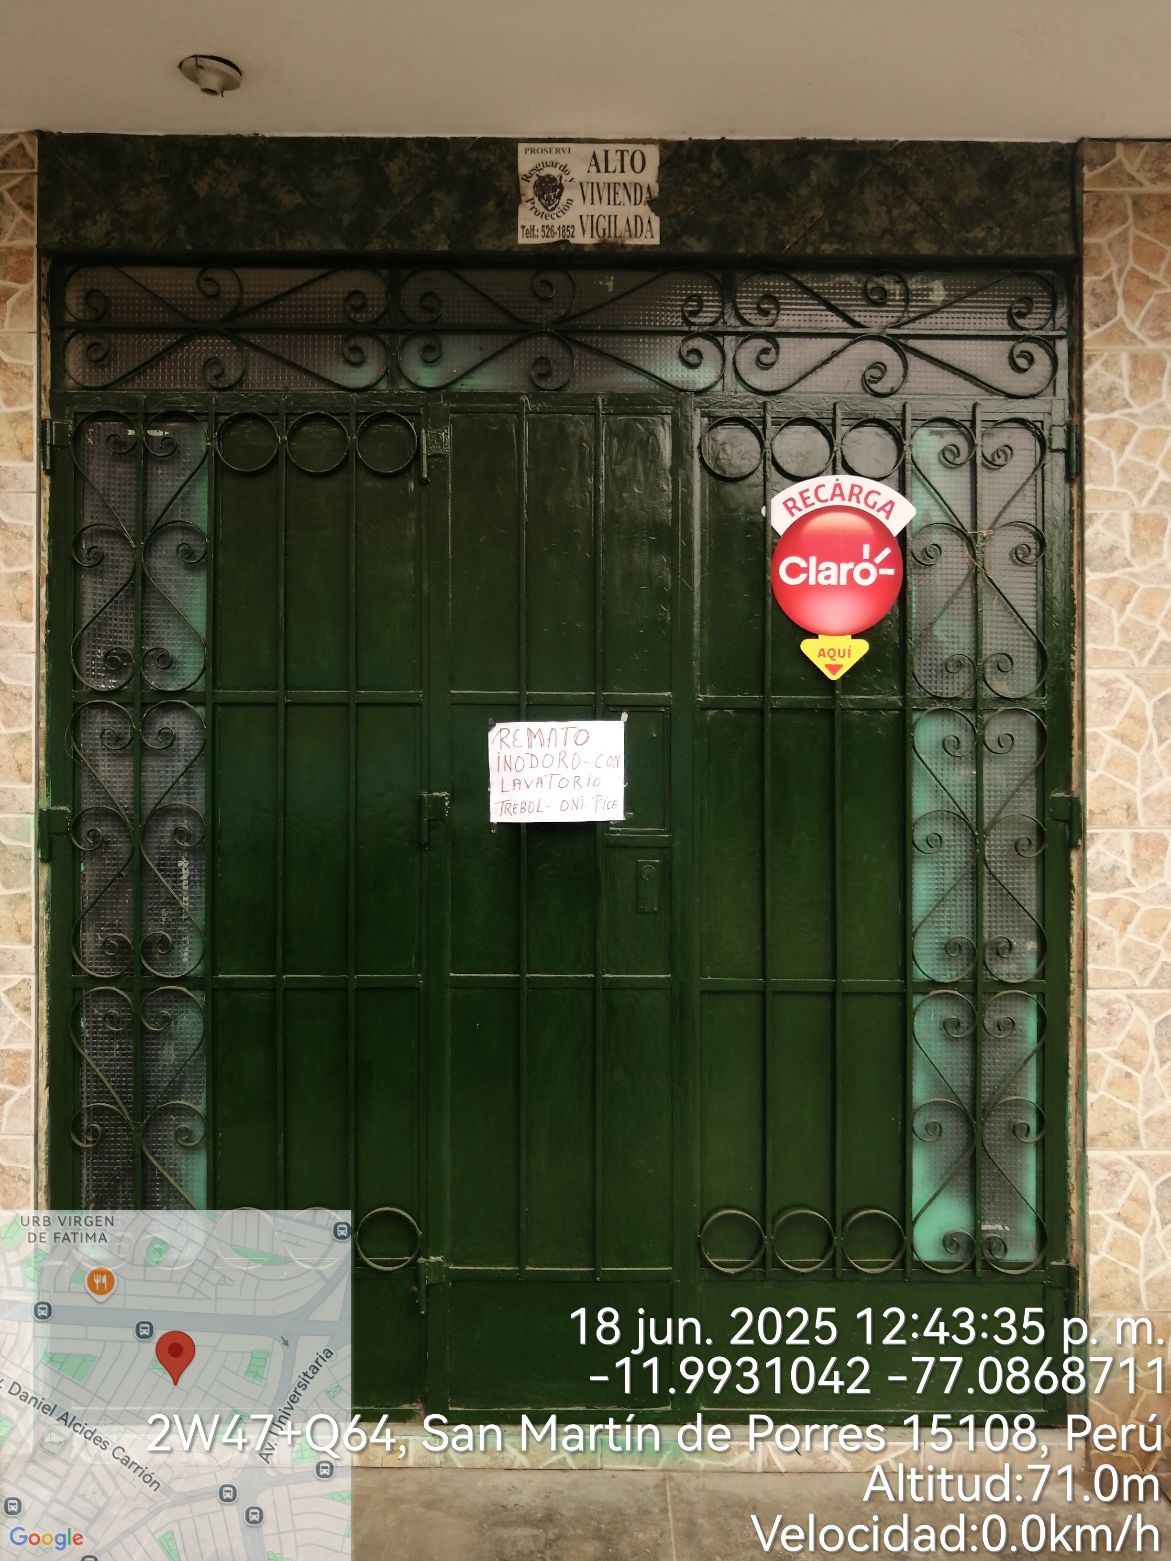 PROSERVI
Resguardo y
Protección
Telf.: 526-1852
ALTO
VIVIENDA
VIGILADA
RECARGA
Claro
AQUÍ
REMATO
INODORO-CON
LAVATORIO
TREBOL- ONI PICE
URB VIRGEN
DE FATIMA
Daniel Alcides Carrión
Av. Universitaria
Google
18 jun. 2025 12:43:35 p. m.
-11.9931042 -77.0868711
2W47+Q64, San Martín de Porres 15108, Perú
Altitud:71.0m
Velocidad:0.0km/h